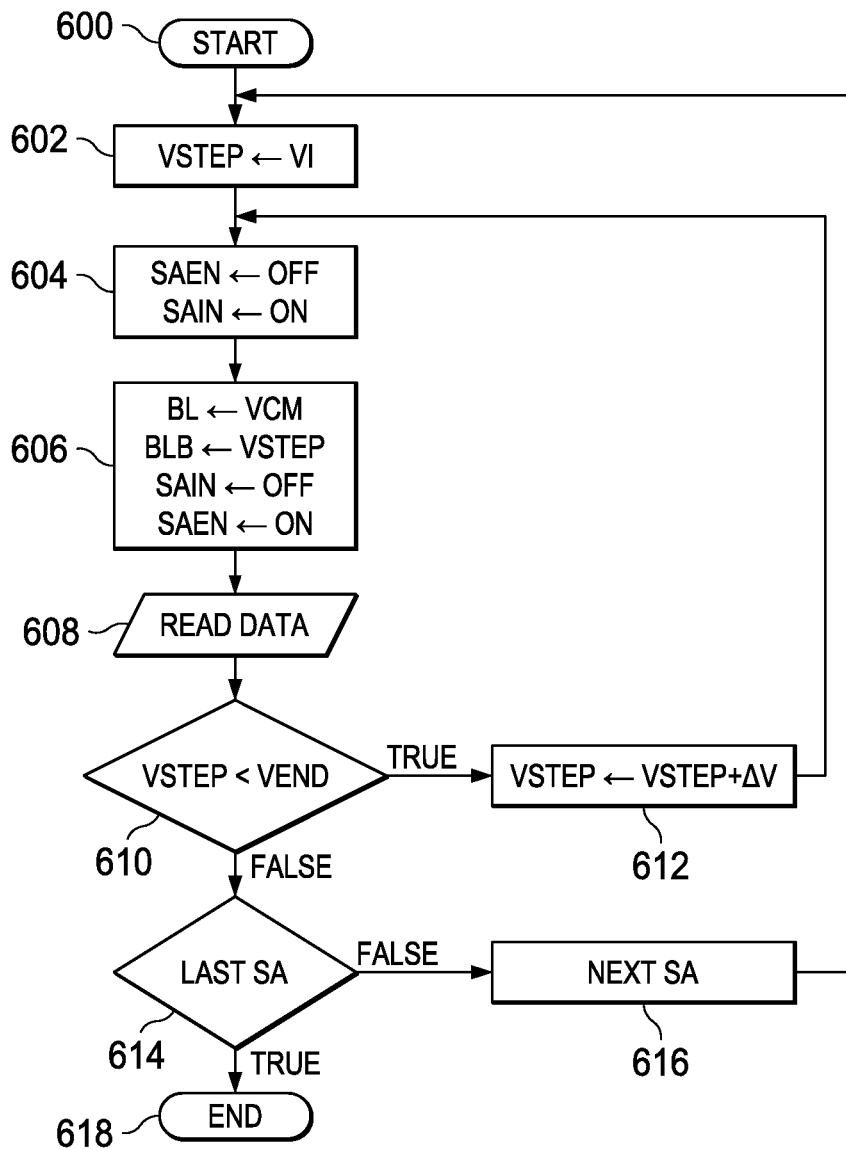 600
START
602
VSTEP ← VI
604
SAEN ← OFF
SAIN ← ON
606
BL ← VCM
BLB ← VSTEP
SAIN ← OFF
SAEN ← ON
608
READ DATA
VSTEP < VEND
TRUE
VSTEP ← VSTEP+ΔV
610
612
FALSE
LAST SA
FALSE
NEXT SA
614
616
TRUE
618
END